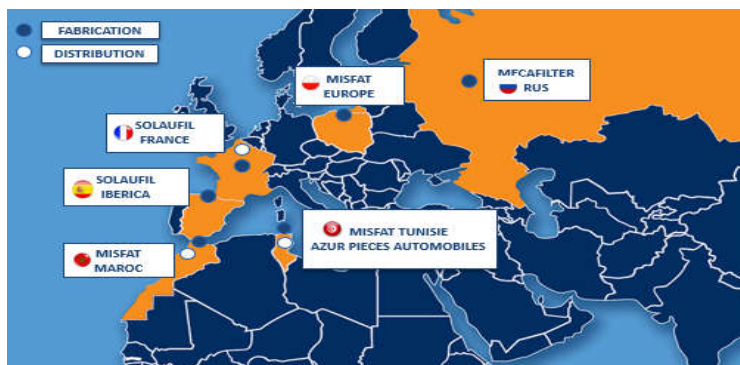 FABRICATION
DISTRIBUTION
MISFAT
EUROPE
MECAFILTER
RUS
SOLAUFIL
FRANCE
SOLAUFIL
IBERICA
MISFAT TUNISIE
AZUR PIECES AUTOMOBILES
MISFAT
MAROC